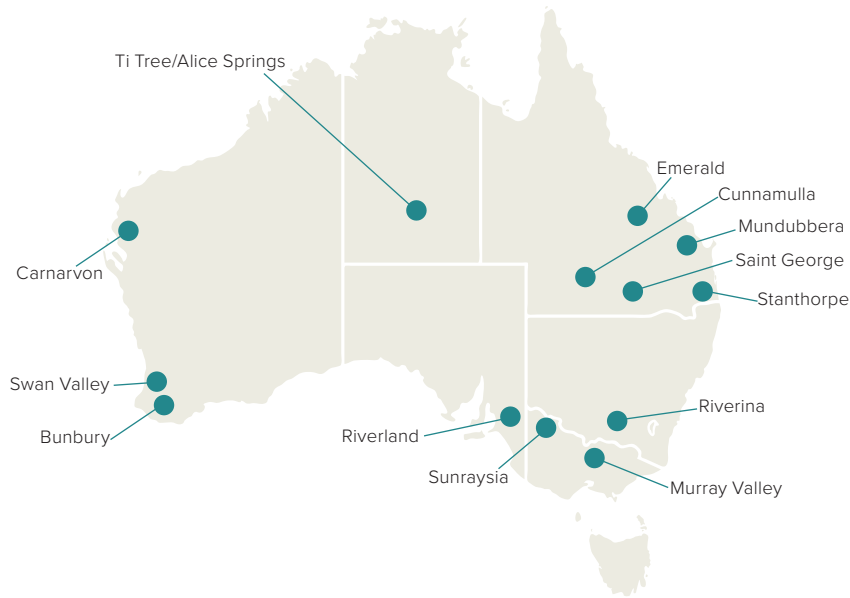 Ti Tree/Alice Springs
Emerald
Cunnamulla
Mundubbera
Saint George
Carnarvon
Stanthorpe
Swan Valley
Riverina
Bunbury
Riverland
Sunraysia
Murray Valley